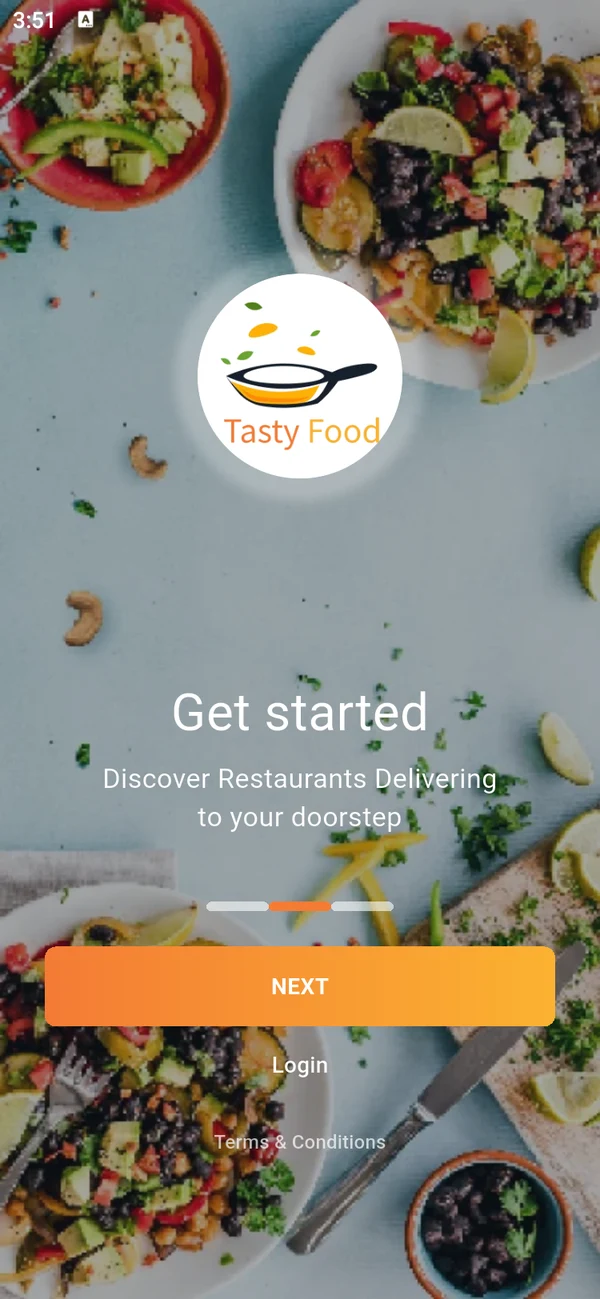 3:51
A
Tasty Food
Get started
Discover Restaurants Delivering
to your doorstep
NEXT
Login
Terms & Conditions